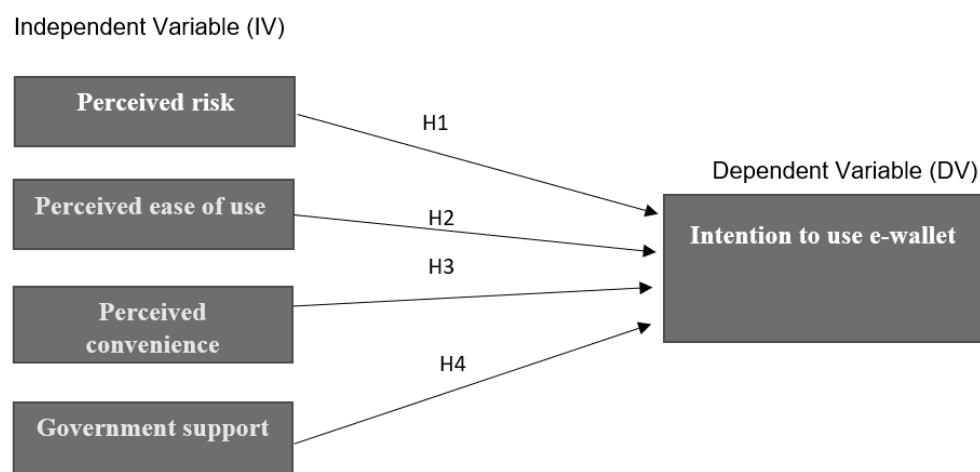 Independent Variable (IV)
Perceived risk
H1
Dependent Variable (DV)
Perceived ease of use
H2
Intention to use e-wallet
H3
Perceived
convenience
H4
Government support